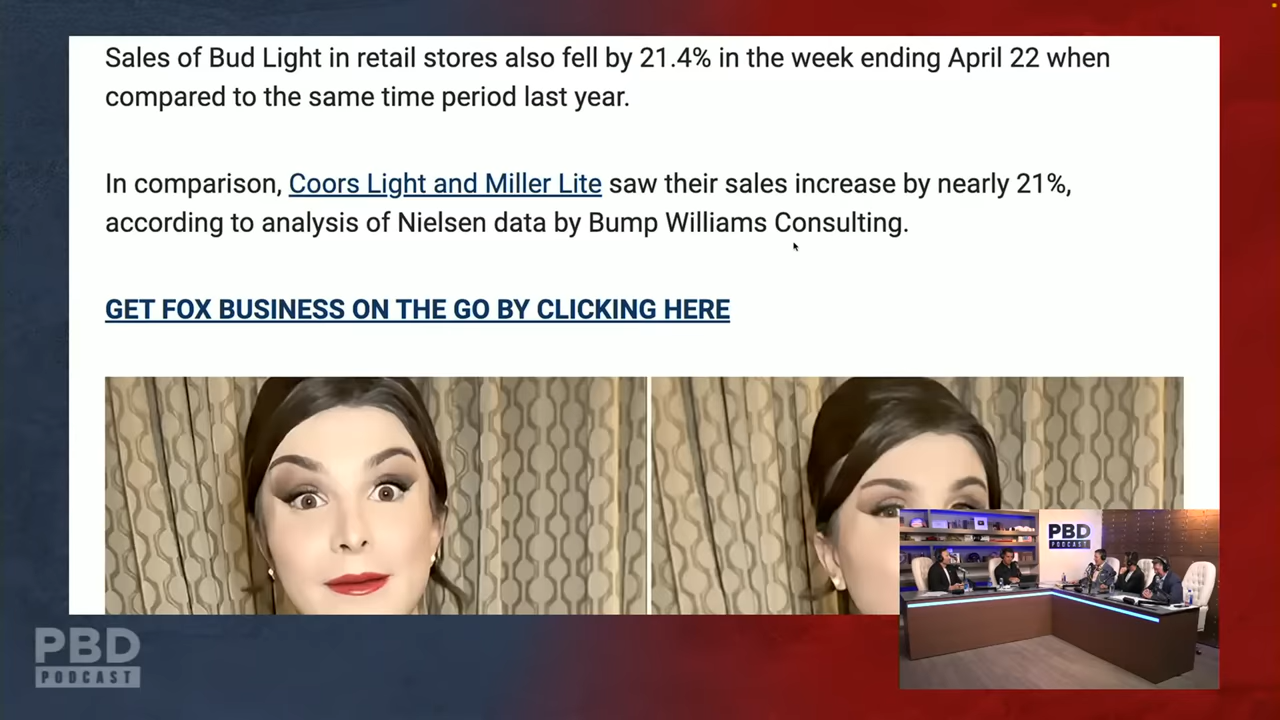 Sales of Bud Light in retail stores also fell by 21.4% in the week ending April 22 when
compared to the same time period last year.
In comparison, Coors Light and Miller Lite saw their sales increase by nearly 21%,
according to analysis of Nielsen data by Bump Williams Consulting.
GET FOX BUSINESS ON THE GO BY CLICKING HERE
PBD
PODCAST
PBD
PODCAST